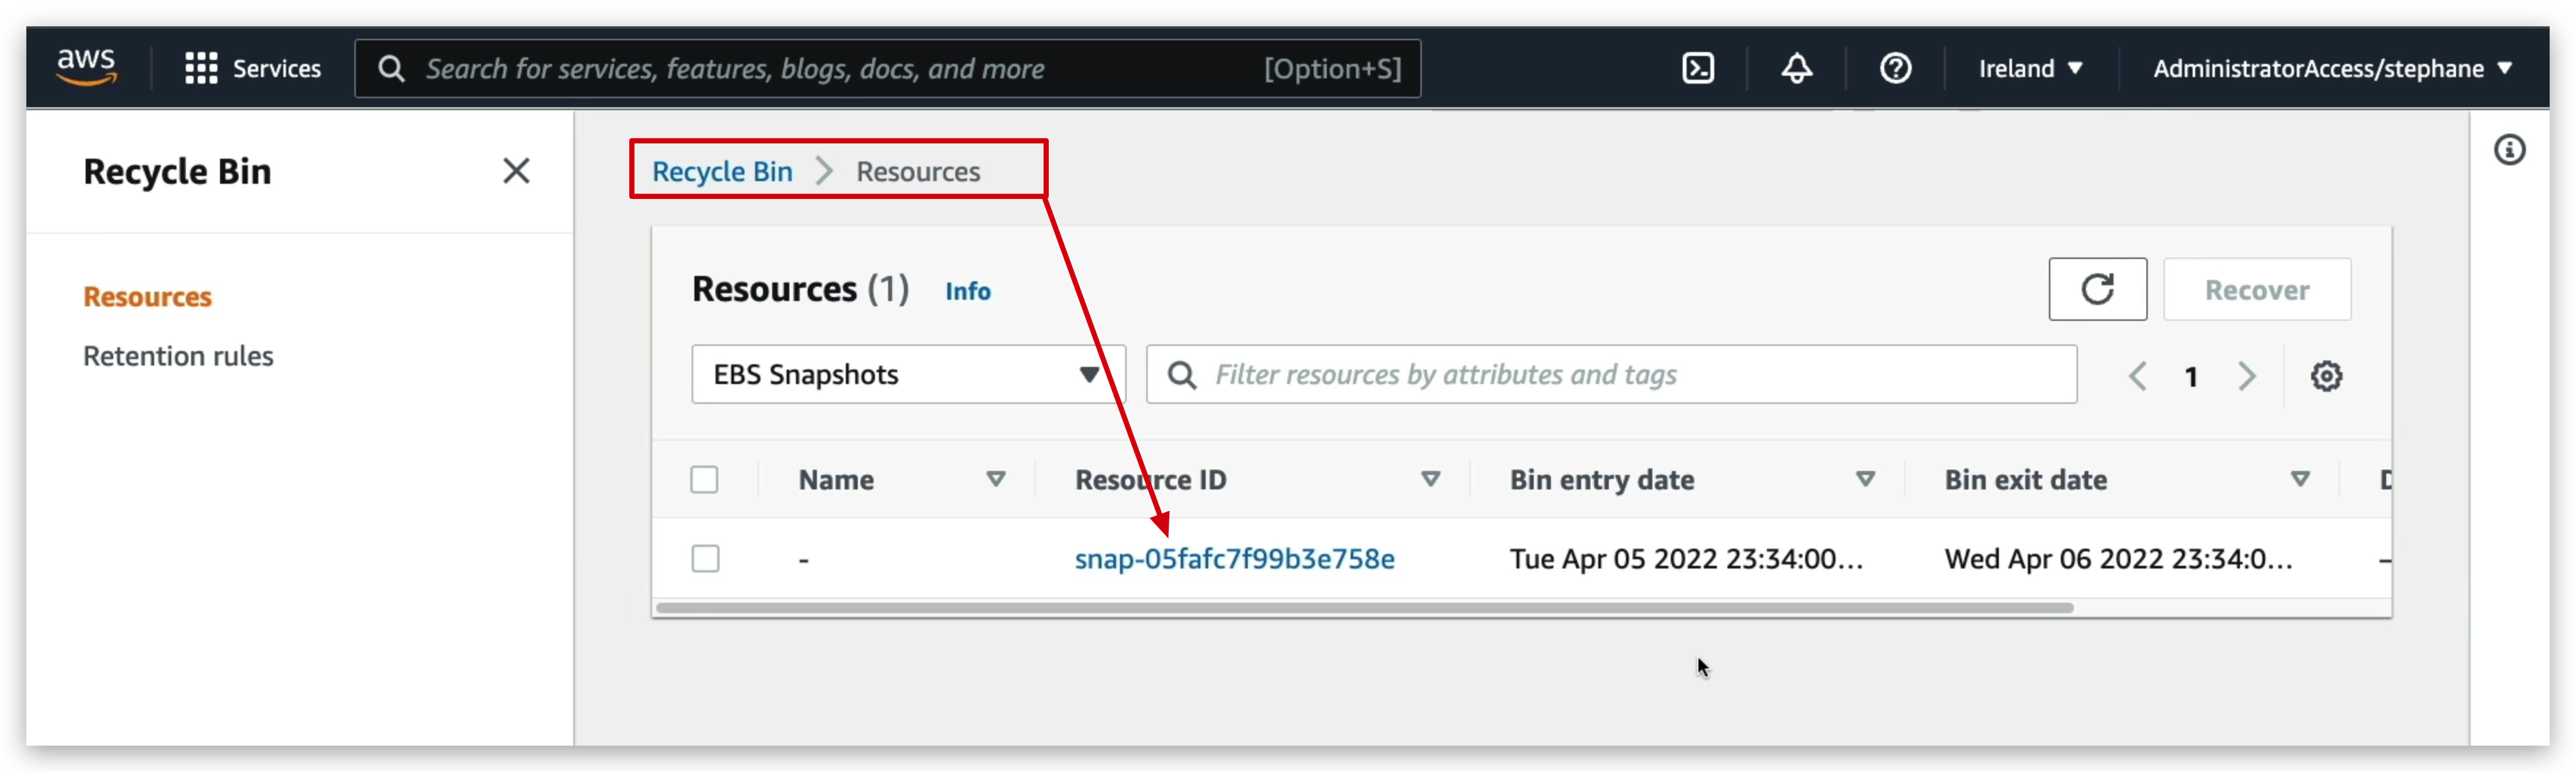 aws Services Search for services, features, blogs, docs, and more [Option+S] Ireland AdministratorAccess/stephane
Recycle Bin
Resources
Retention rules
Recycle Bin > Resources
Resources (1) Info
Recover
EBS Snapshots Filter resources by attributes and tags 1
Name Resource ID Bin entry date Bin exit date
- snap-05fafc7f99b3e758e Tue Apr 05 2022 23:34:00... Wed Apr 06 2022 23:34:0... –